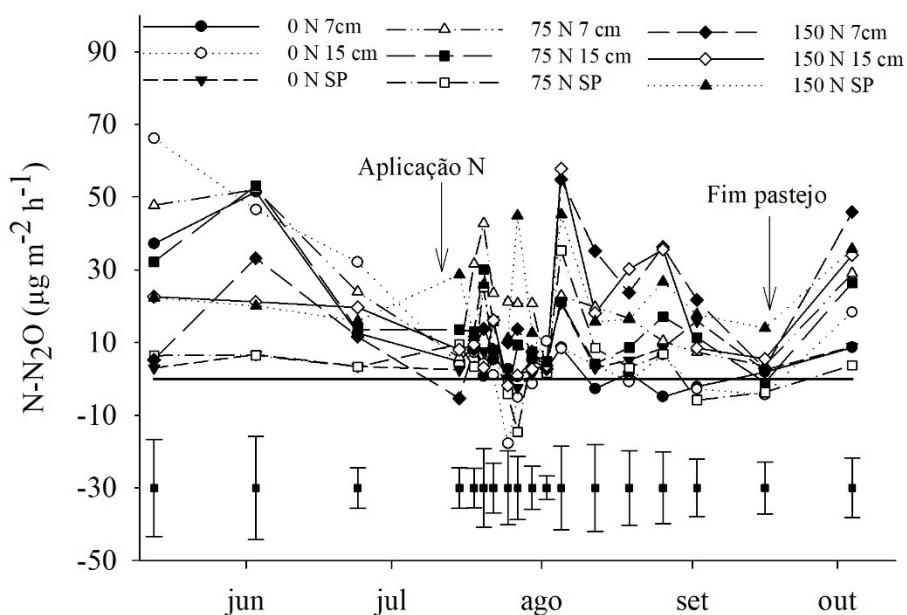 0 N 7cm
0 N 15 cm
0 N SP
75 N 7 cm
75 N 15 cm
75 N SP
150 N 7cm
150 N 15 cm
150 N SP
90
70
50
30
10
-10
-30
-50
N-N₂O (µg m⁻² h⁻¹)
Aplicação N
Fim pastejo
jun jul ago set out